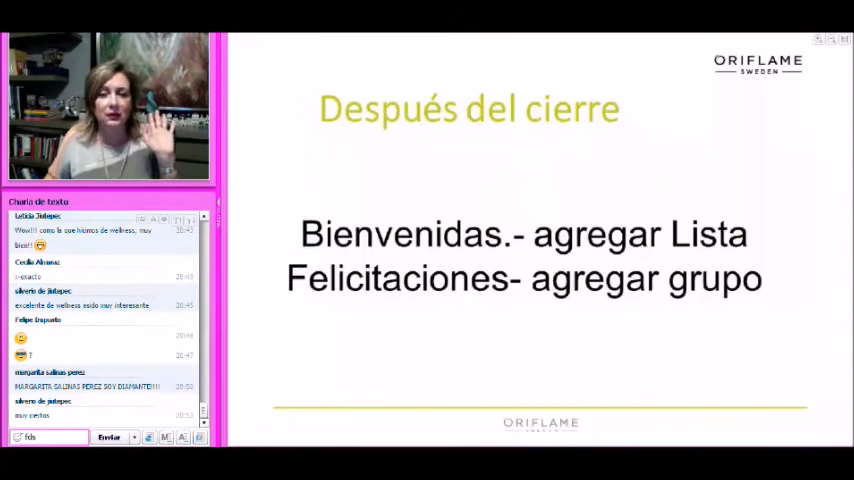 ORIFLAME
SWEDEN
Después del cierre
Bienvenidas.- agregar Lista
Felicitaciones- agregar grupo
ORIFLAME
Charla de texto
Leticia Jiutepec
Wow!!! como la que hicimos de wellness, muy
bien!!
20:43
Cecilia Almaraz
:-exacto
20:43
silverio de jiutepec
excelente de wellness asido muy interesante
20:45
Felipe Irapuato
20:46
?
20:47
margarita salinas perez
MARGARITA SALINAS PEREZ SOY DIAMANTE!!!!
20:50
silverio de jiutepec
muy ciertos
20:53
fds
Enviar